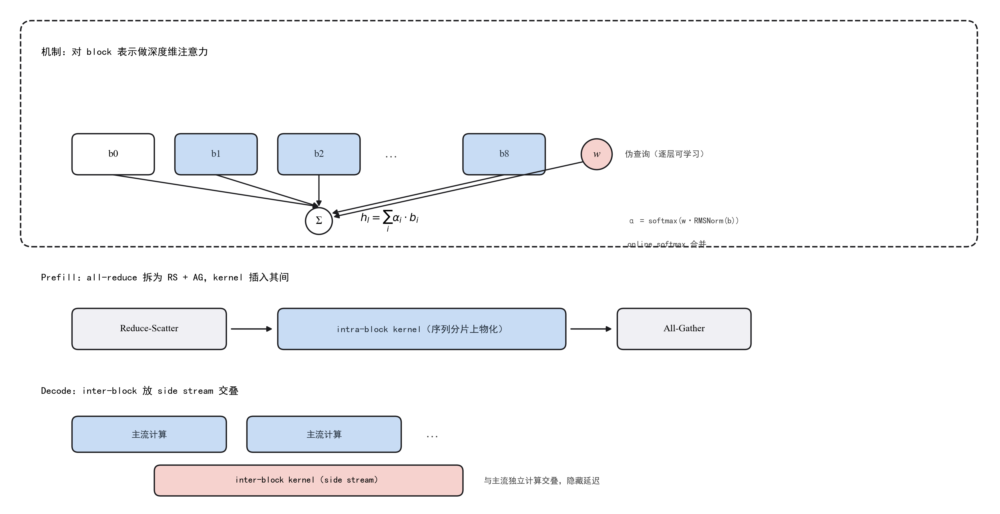 机制：对 block 表示做深度维注意力
b0
b1
b2
...
b8
w
伪查询（逐层可学习）
Σ
h_l = ∑_i α_i · b_i
α = softmax(w·RMSNorm(b))
online softmax 合并
Prefill：all-reduce 拆为 RS + AG，kernel 插入其间
Reduce-Scatter
intra-block kernel（序列分片上物化）
All-Gather
Decode：inter-block 放 side stream 交叠
主流计算
主流计算
...
inter-block kernel（side stream）
与主流独立计算交叠，隐藏延迟